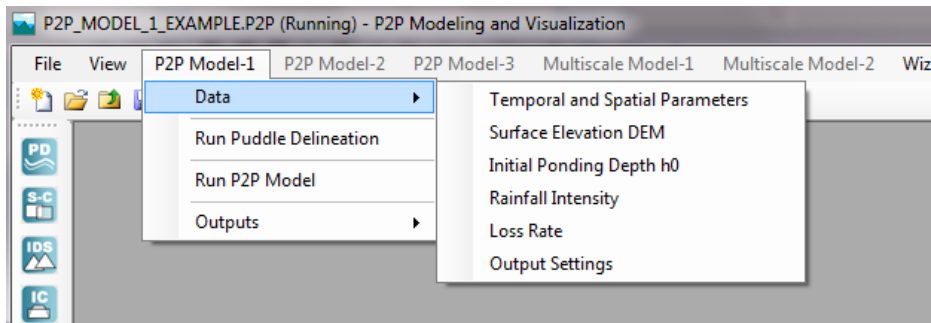 P2P_MODEL_1_EXAMPLE.P2P (Running) - P2P Modeling and Visualization
File View P2P Model-1 P2P Model-2 P2P Model-3 Multiscale Model-1 Multiscale Model-2 Wiz
Data
Run Puddle Delineation
Run P2P Model
Outputs
Temporal and Spatial Parameters
Surface Elevation DEM
Initial Ponding Depth h0
Rainfall Intensity
Loss Rate
Output Settings
PD
S-C
IDS
IC